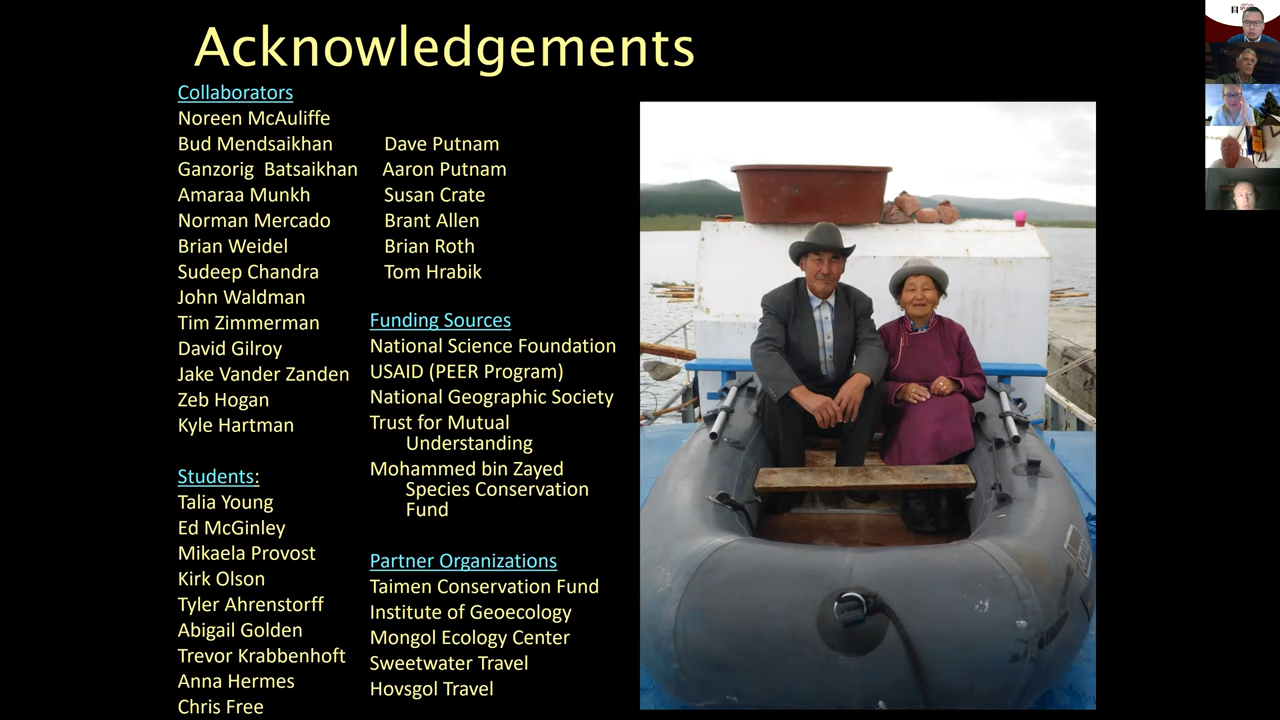 Acknowledgements
Collaborators
Noreen McAuliffe
Bud Mendsaikhan
Ganzorig Batsaikhan
Amaraa Munkh
Norman Mercado
Brian Weidel
Sudeep Chandra
John Waldman
Tim Zimmerman
David Gilroy
Jake Vander Zanden
Zeb Hogan
Kyle Hartman
Students:
Talia Young
Ed McGinley
Mikaela Provost
Kirk Olson
Tyler Ahrenstorff
Abigail Golden
Trevor Krabbenhoft
Anna Hermes
Chris Free
Dave Putnam
Aaron Putnam
Susan Crate
Brant Allen
Brian Roth
Tom Hrabik
Funding Sources
National Science Foundation
USAID (PEER Program)
National Geographic Society
Trust for Mutual
Understanding
Mohammed bin Zayed
Species Conservation
Fund
Partner Organizations
Taimen Conservation Fund
Institute of Geoecology
Mongol Ecology Center
Sweetwater Travel
Hovsgol Travel